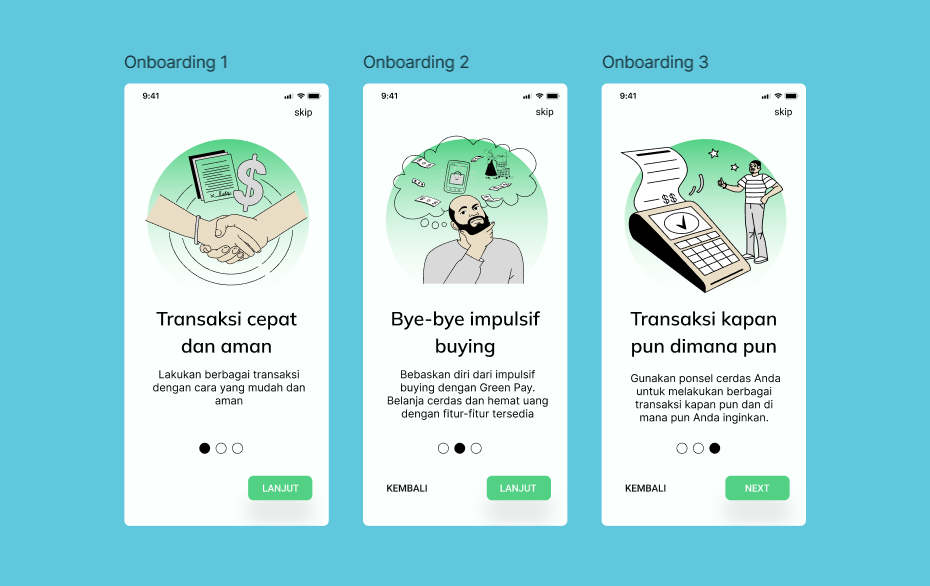 Onboarding 1
9:41
skip
$
Transaksi cepat
dan aman
Lakukan berbagai transaksi
dengan cara yang mudah dan
aman
LANJUT
Onboarding 2
9:41
skip
Bye-bye impulsif
buying
Bebaskan diri dari impulsif
buying dengan Green Pay.
Belanja cerdas dan hemat uang
dengan fitur-fitur tersedia
KEMBALI
LANJUT
Onboarding 3
9:41
skip
$$
Transaksi kapan
pun dimana pun
Gunakan ponsel cerdas Anda
untuk melakukan berbagai
transaksi kapan pun dan di
mana pun Anda inginkan.
KEMBALI
NEXT